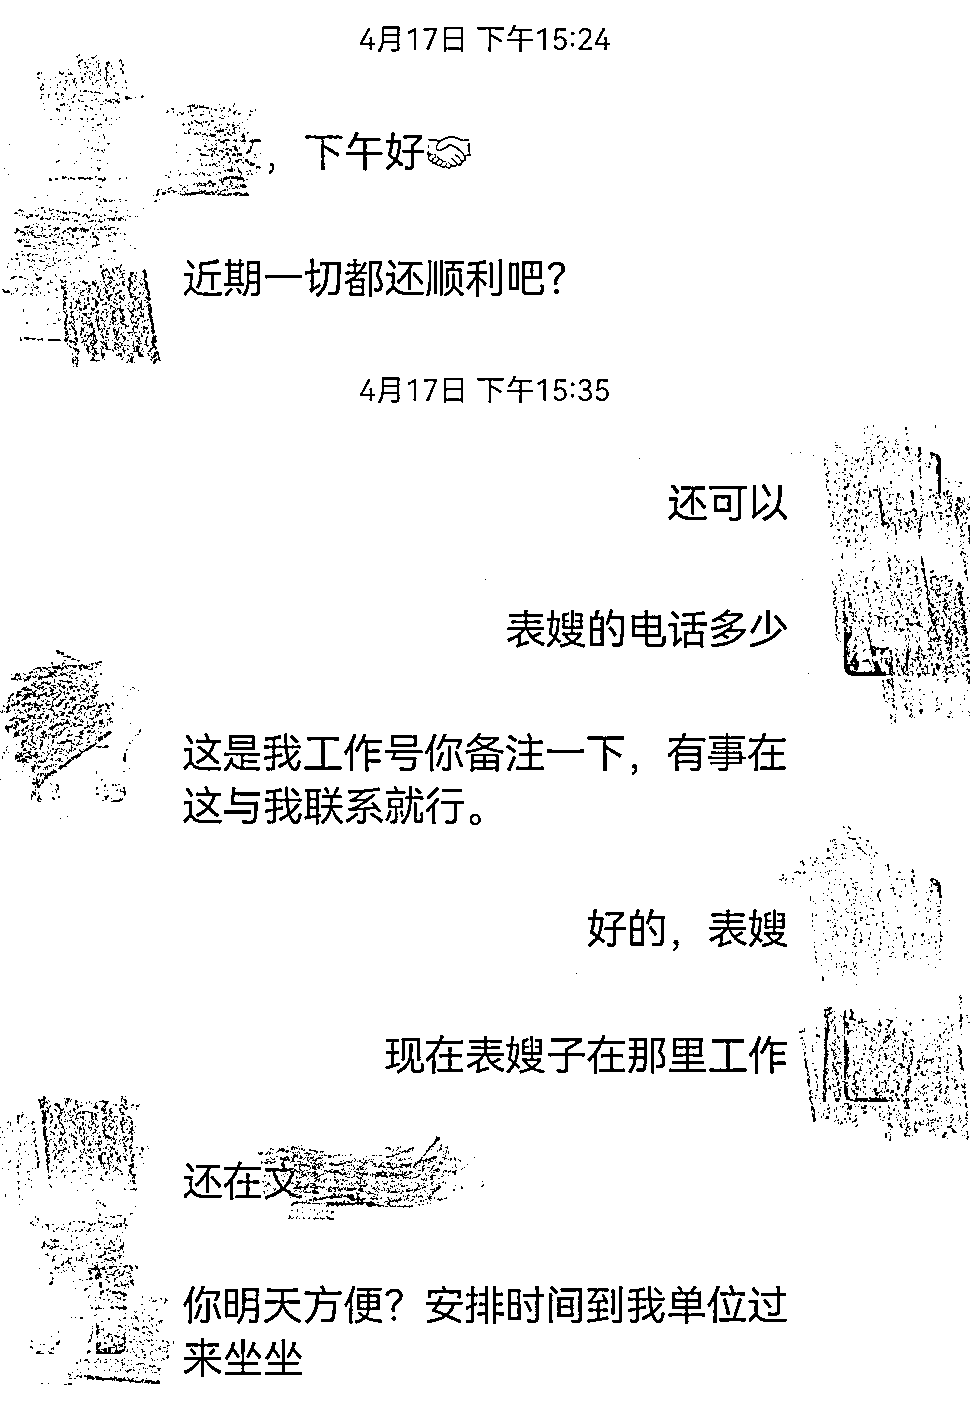 4月17日 下午15:24
，下午好🤝
近期一切都还顺利吧？
4月17日 下午15:35
还可以
表嫂的电话多少
这是我工作号你备注一下，有事在
这与我联系就行。
好的，表嫂
现在表嫂子在那里工作
还在文
你明天方便？安排时间到我单位过
来坐坐